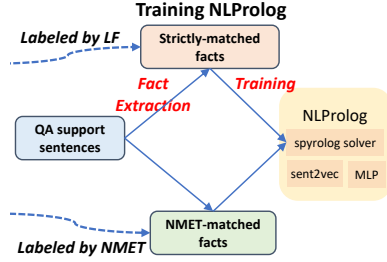 Training NLProlog
Labeled by LF
Strictly-matched
facts
Fact
Extraction
Training
QA support
sentences
NLProlog
spyrolog solver
sent2vec
MLP
NMET-matched
facts
Labeled by NMET